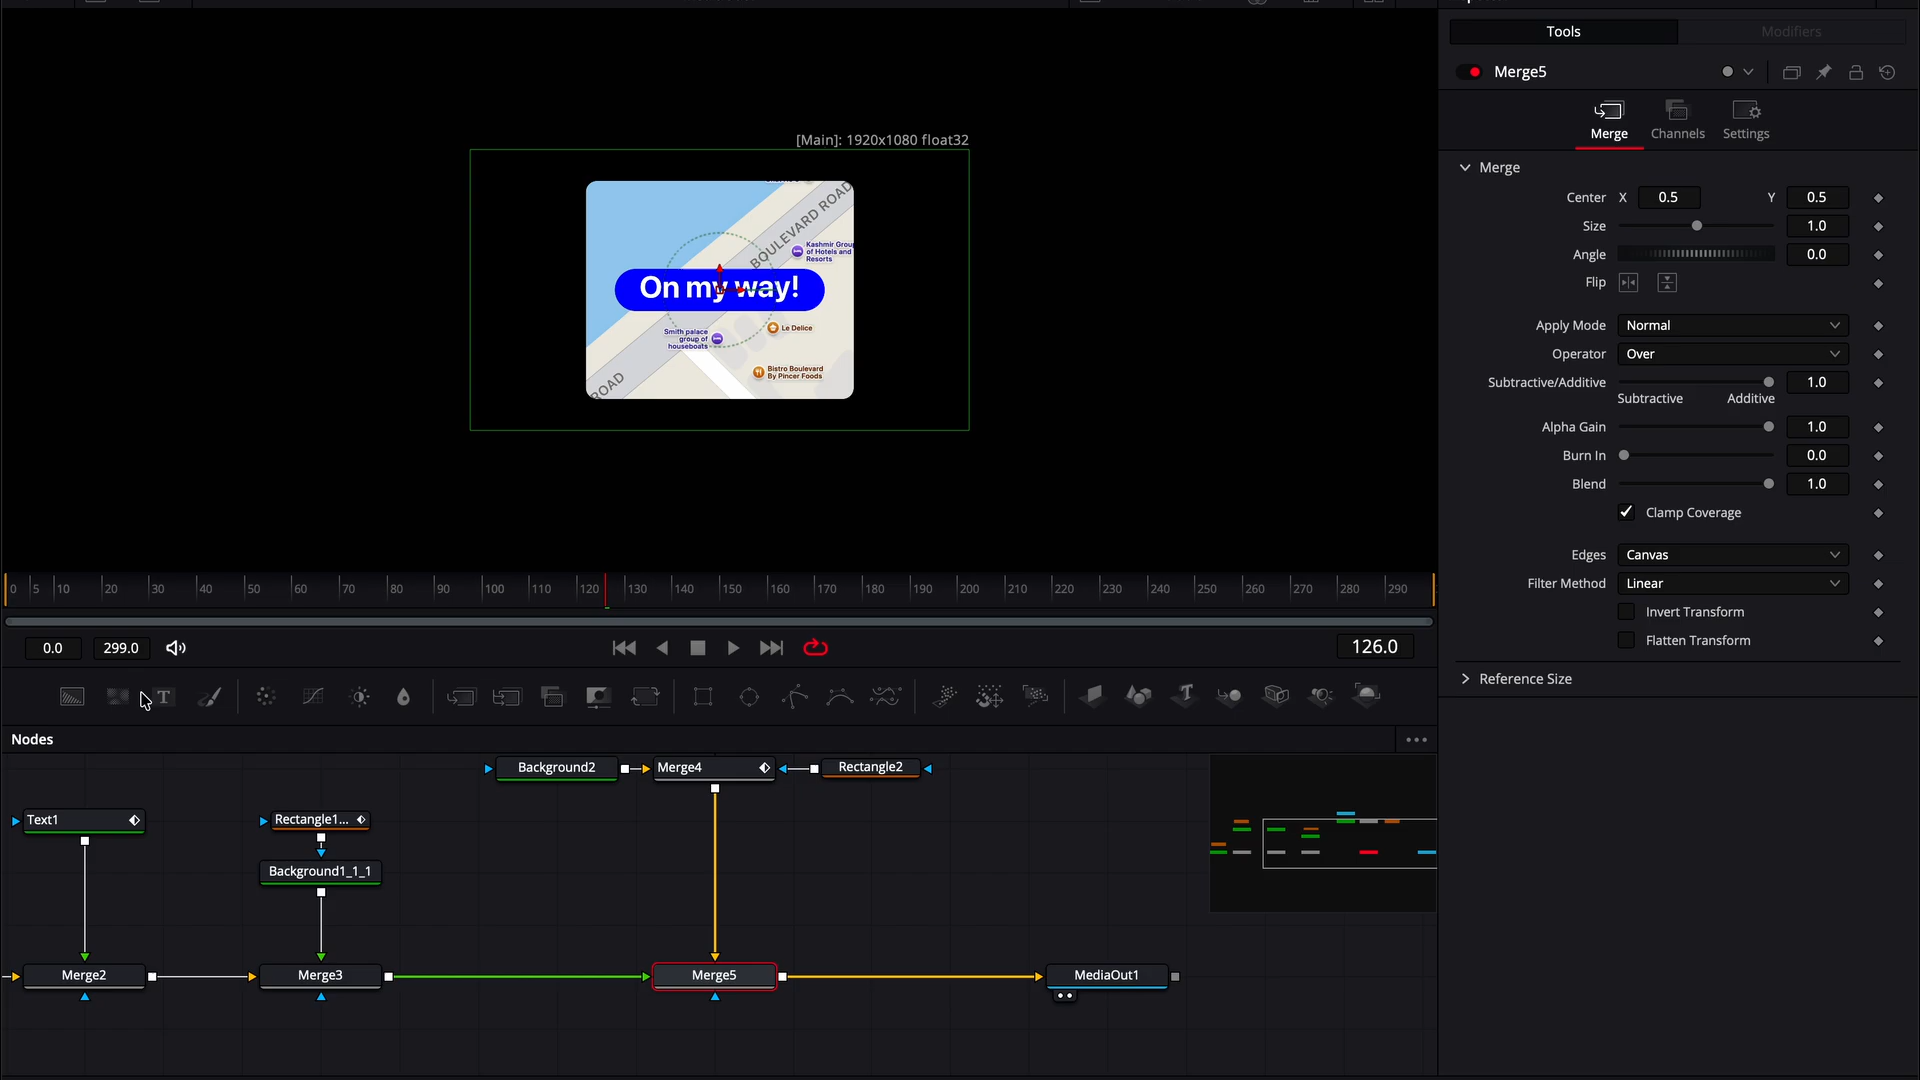 Tools
Modifiers
Merge5
Merge
Channels
Settings
Merge
Center X 0.5 Y 0.5
Size 1.0
Angle 0.0
Flip
Apply Mode Normal
Operator Over
Subtractive/Additive 1.0
Subtractive Additive
Alpha Gain 1.0
Burn In 0.0
Blend 1.0
Clamp Coverage
Edges Canvas
Filter Method Linear
Invert Transform
Flatten Transform
Reference Size
[Main]: 1920x1080 float32
BOULEVARD ROAD
Kashmir Group
of Hotels and
Resorts
On my way!
Smith palace
group of
houseboats
Le Delice
Bistro Boulevard
By Pincer Foods
ROAD
0 5 10 20 30 40 50 60 70 80 90 100 110 120 130 140 150 160 170 180 190 200 210 220 230 240 250 260 270 280 290
0.0 299.0 126.0
T
Nodes
Background2 Merge4 Rectangle2
Text1 Rectangle1...
Background1_1_1
Merge2 Merge3 Merge5 MediaOut1